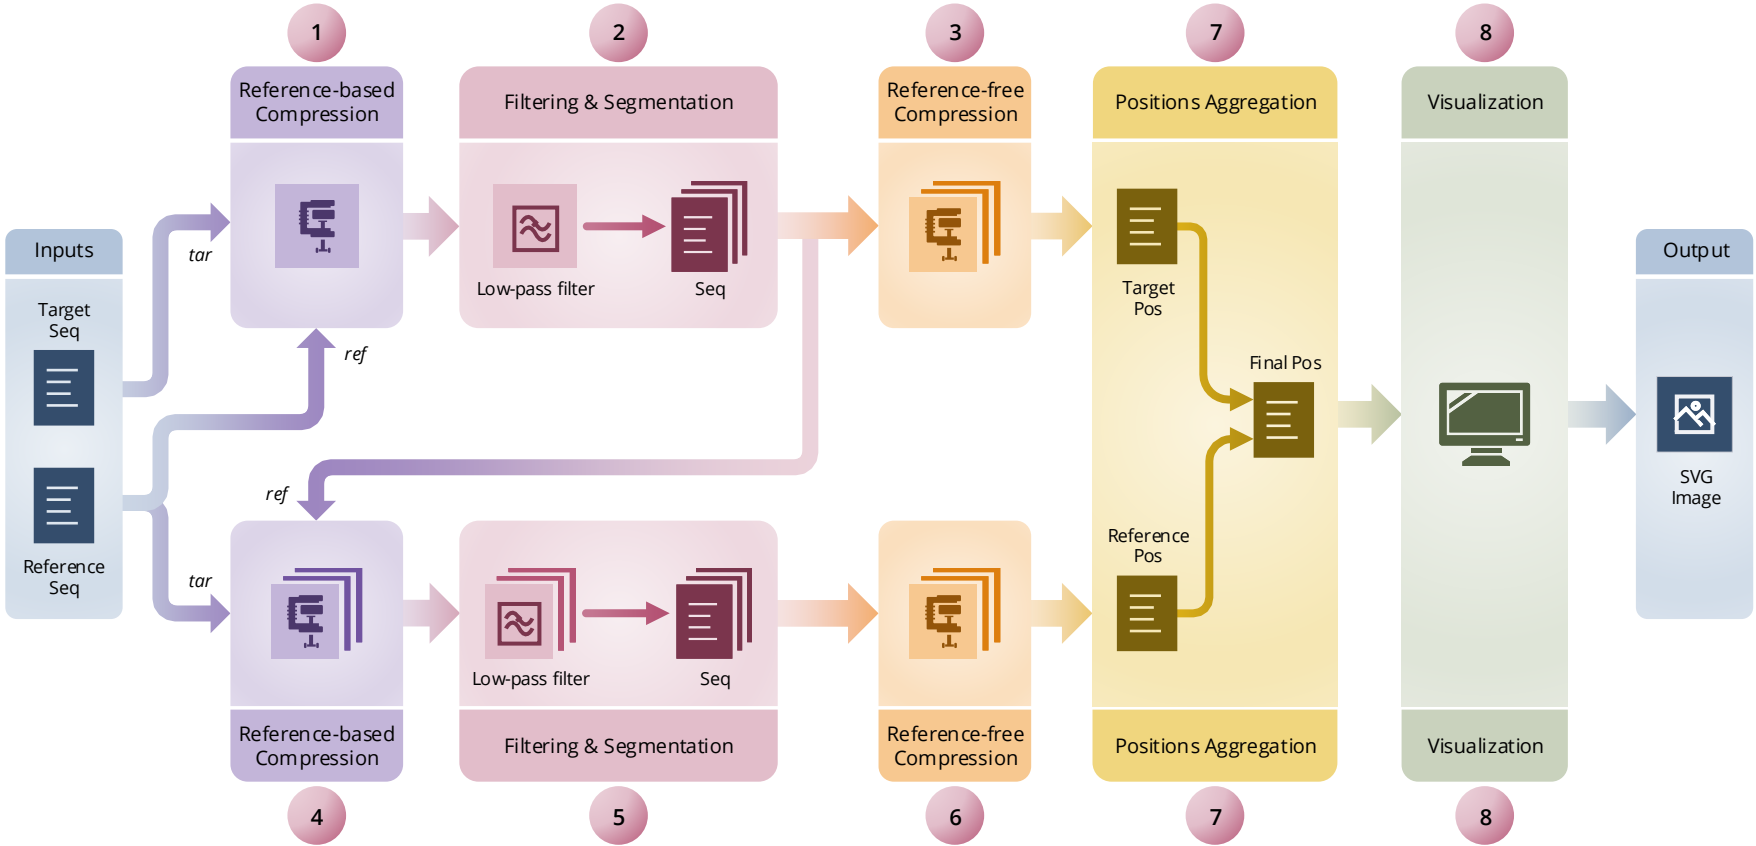 1
2
3
7
8
Reference-based
Compression
Filtering & Segmentation
Reference-free
Compression
Positions Aggregation
Visualization
Inputs
Target
Seq
Reference
Seq
tar
ref
Low-pass filter
Seq
Target
Pos
Final Pos
Reference
Pos
Output
SVG
Image
ref
tar
Low-pass filter
Seq
Reference-based
Compression
Filtering & Segmentation
Reference-free
Compression
Positions Aggregation
Visualization
4
5
6
7
8